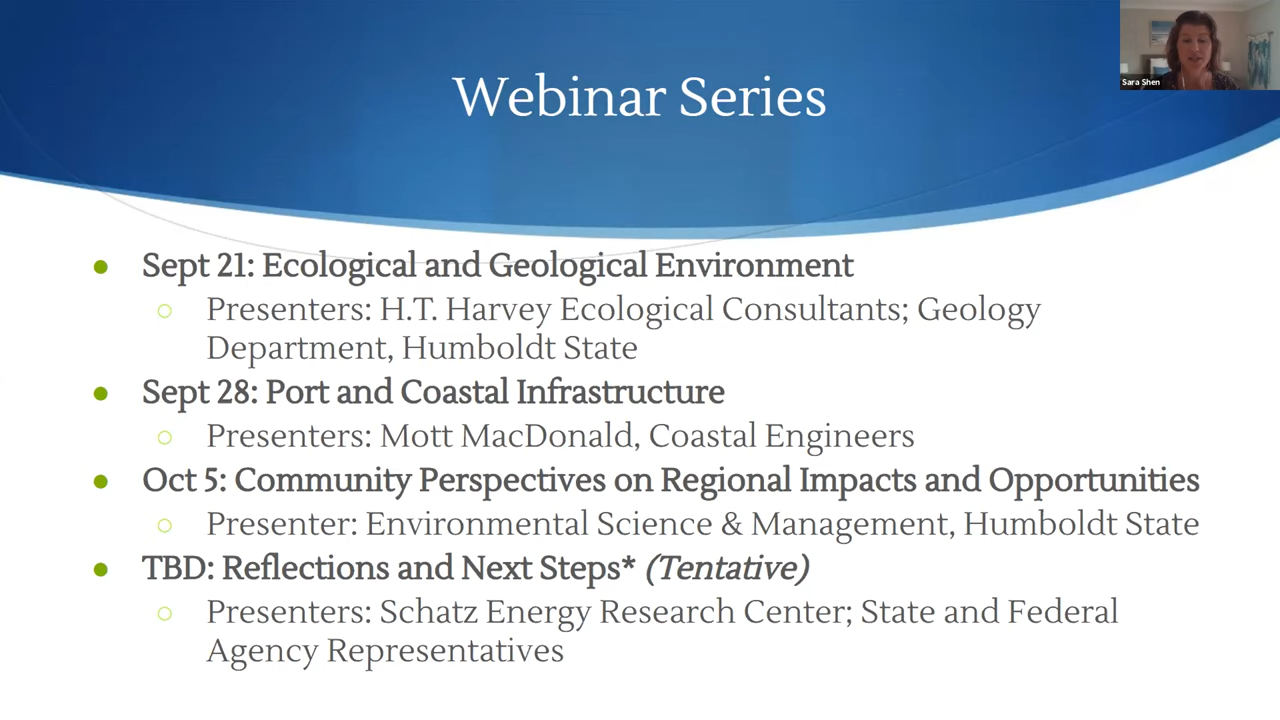 Webinar Series
Sara Shen
Sept 21: Ecological and Geological Environment
Presenters: H.T. Harvey Ecological Consultants; Geology
Department, Humboldt State
Sept 28: Port and Coastal Infrastructure
Presenters: Mott MacDonald, Coastal Engineers
Oct 5: Community Perspectives on Regional Impacts and Opportunities
Presenter: Environmental Science & Management, Humboldt State
TBD: Reflections and Next Steps* (Tentative)
Presenters: Schatz Energy Research Center; State and Federal
Agency Representatives